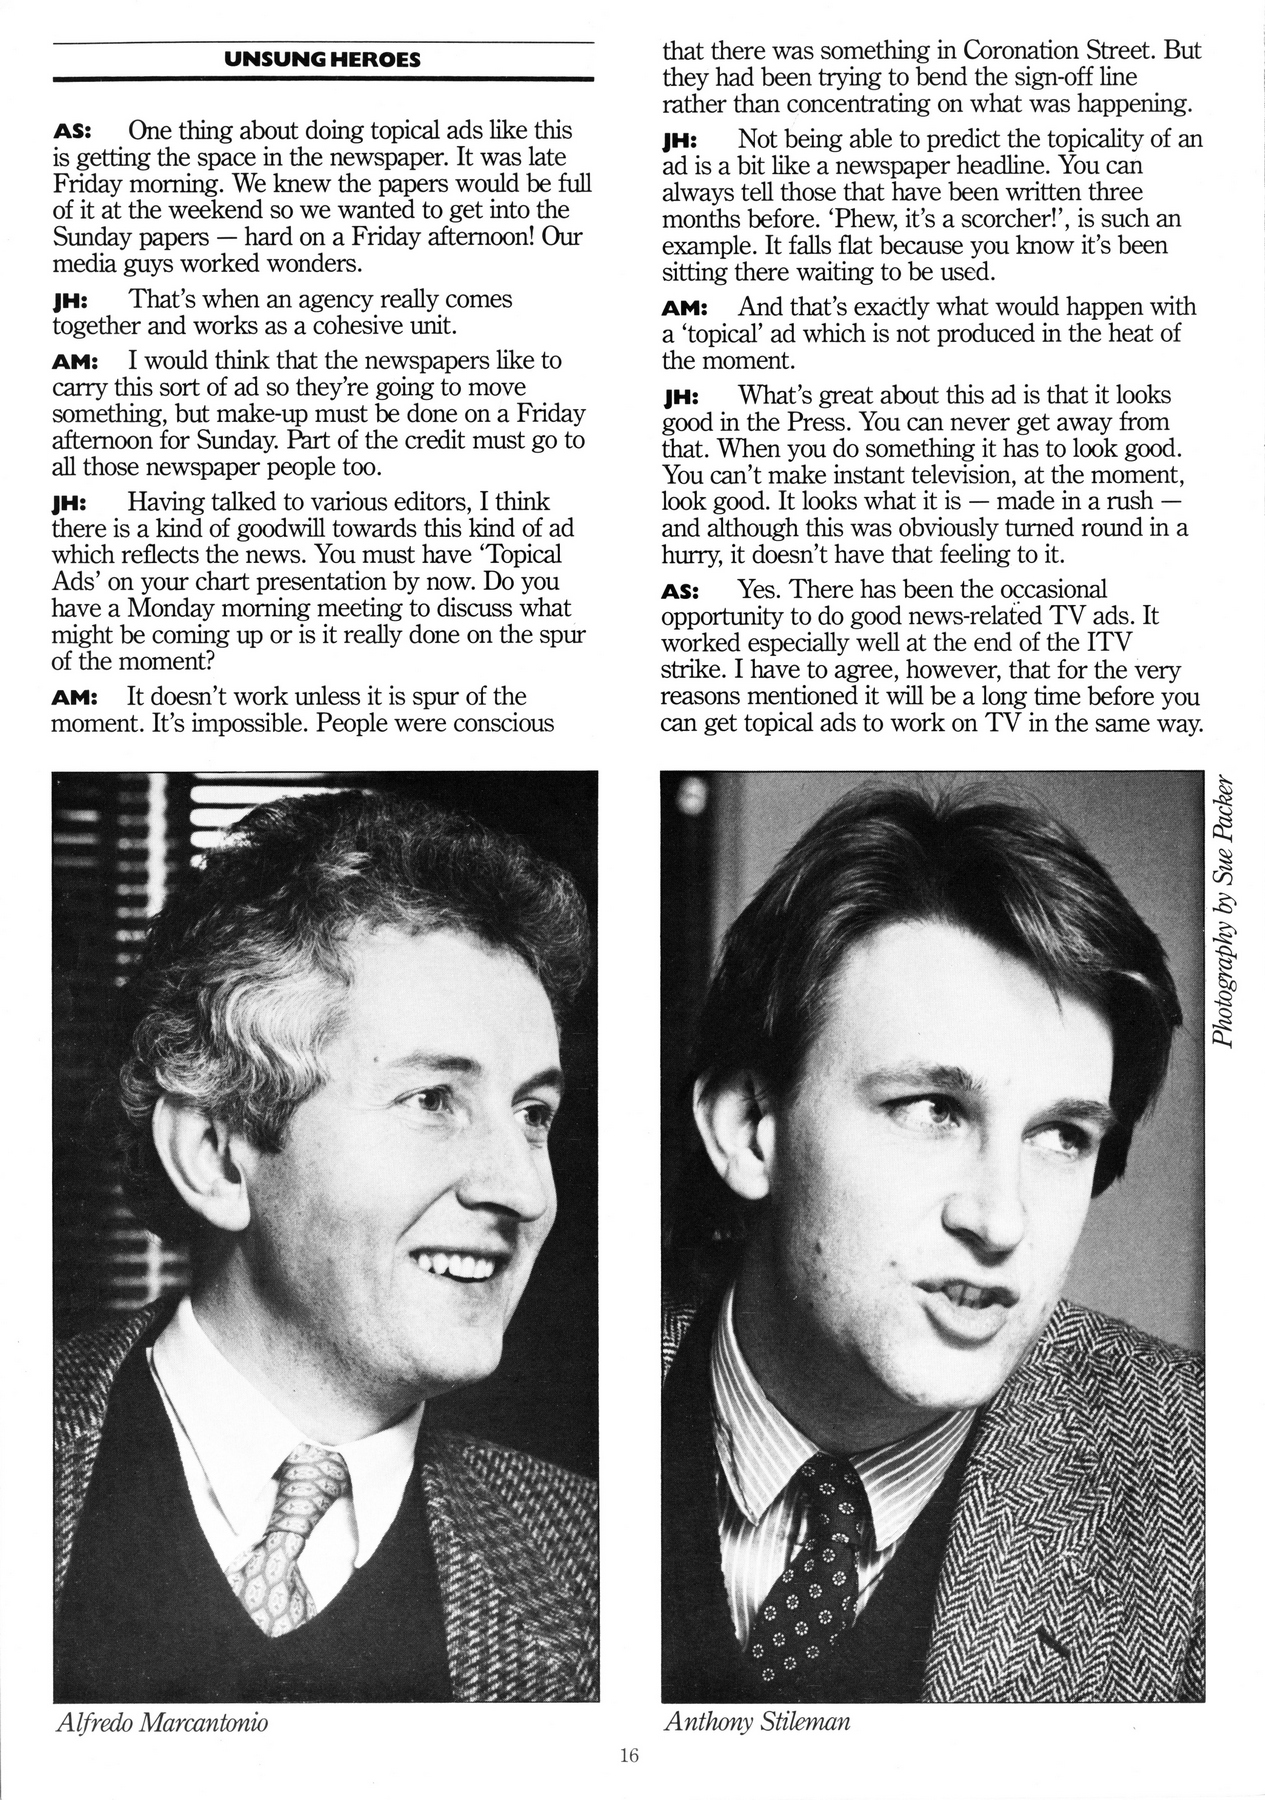 UNSUNG HEROES
AS: One thing about doing topical ads like this
is getting the space in the newspaper. It was late
Friday morning. We knew the papers would be full
of it at the weekend so we wanted to get into the
Sunday papers — hard on a Friday afternoon! Our
media guys worked wonders.
JH: That's when an agency really comes
together and works as a cohesive unit.
AM: I would think that the newspapers like to
carry this sort of ad so they're going to move
something, but make-up must be done on a Friday
afternoon for Sunday. Part of the credit must go to
all those newspaper people too.
JH: Having talked to various editors, I think
there is a kind of goodwill towards this kind of ad
which reflects the news. You must have ‘Topical
Ads’ on your chart presentation by now. Do you
have a Monday morning meeting to discuss what
might be coming up or is it really done on the spur
of the moment?
AM: It doesn't work unless it is spur of the
moment. It's impossible. People were conscious
that there was something in Coronation Street. But
they had been trying to bend the sign-off line
rather than concentrating on what was happening.
JH: Not being able to predict the topicality of an
ad is a bit like a newspaper headline. You can
always tell those that have been written three
months before. ‘Phew, it's a scorcher!’, is such an
example. It falls flat because you know it's been
sitting there waiting to be used.
AM: And that's exactly what would happen with
a ‘topical’ ad which is not produced in the heat of
the moment.
JH: What's great about this ad is that it looks
good in the Press. You can never get away from
that. When you do something it has to look good.
You can't make instant television, at the moment,
look good. It looks what it is — made in a rush —
and although this was obviously turned round in a
hurry, it doesn't have that feeling to it.
AS: Yes. There has been the occasional
opportunity to do good news-related TV ads. It
worked especially well at the end of the ITV
strike. I have to agree, however, that for the very
reasons mentioned it will be a long time before you
can get topical ads to work on TV in the same way.
Photography by Sue Packer
Alfredo Marcantonio
Anthony Stileman
16